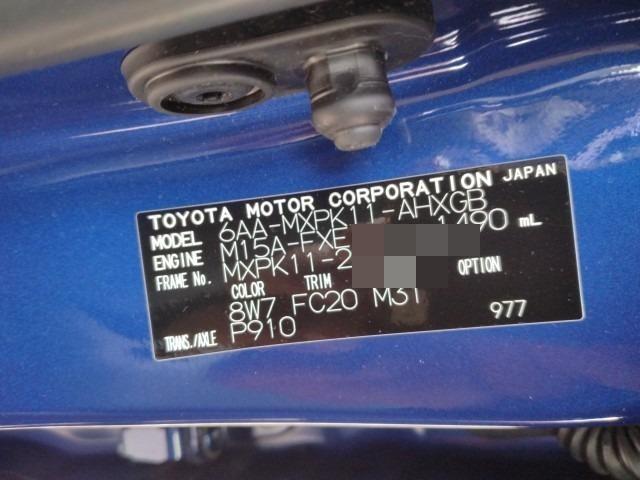 TOYOTA MOTOR CORPORATION JAPAN
MODEL 6AA-MXPK11-AHXGB
ENGINE M15A-FXE 1490 mL
FRAME No. MXPK11-2
COLOR TRIM OPTION
8W7 FC20 M31
TRANS./AXLE P910 977